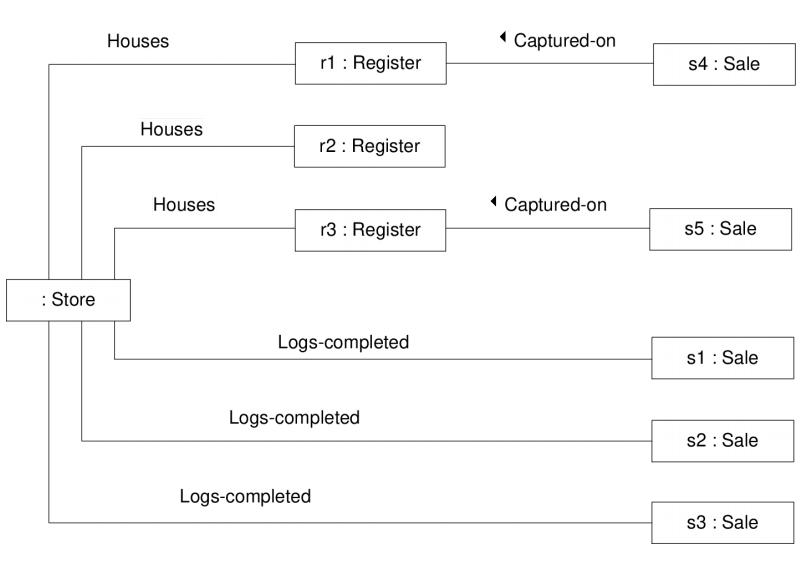 Houses
Captured-on
r1 : Register
s4 : Sale
Houses
r2 : Register
Houses
Captured-on
r3 : Register
s5 : Sale
: Store
Logs-completed
s1 : Sale
Logs-completed
s2 : Sale
Logs-completed
s3 : Sale